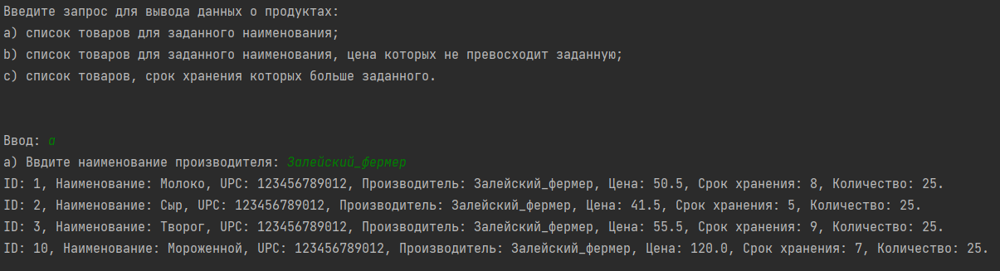 Введите запрос для вывода данных о продуктах:
a) список товаров для заданного наименования;
b) список товаров для заданного наименования, цена которых не превосходит заданную;
c) список товаров, срок хранения которых больше заданного.
Ввод: a
a) Ввдите наименование производителя: Залейский_фермер
ID: 1, Наименование: Молоко, UPC: 123456789012, Производитель: Залейский_фермер, Цена: 50.5, Срок хранения: 8, Количество: 25.
ID: 2, Наименование: Сыр, UPC: 123456789012, Производитель: Залейский_фермер, Цена: 41.5, Срок хранения: 5, Количество: 25.
ID: 3, Наименование: Творог, UPC: 123456789012, Производитель: Залейский_фермер, Цена: 55.5, Срок хранения: 9, Количество: 25.
ID: 10, Наименование: Мороженной, UPC: 123456789012, Производитель: Залейский_фермер, Цена: 120.0, Срок хранения: 7, Количество: 25.